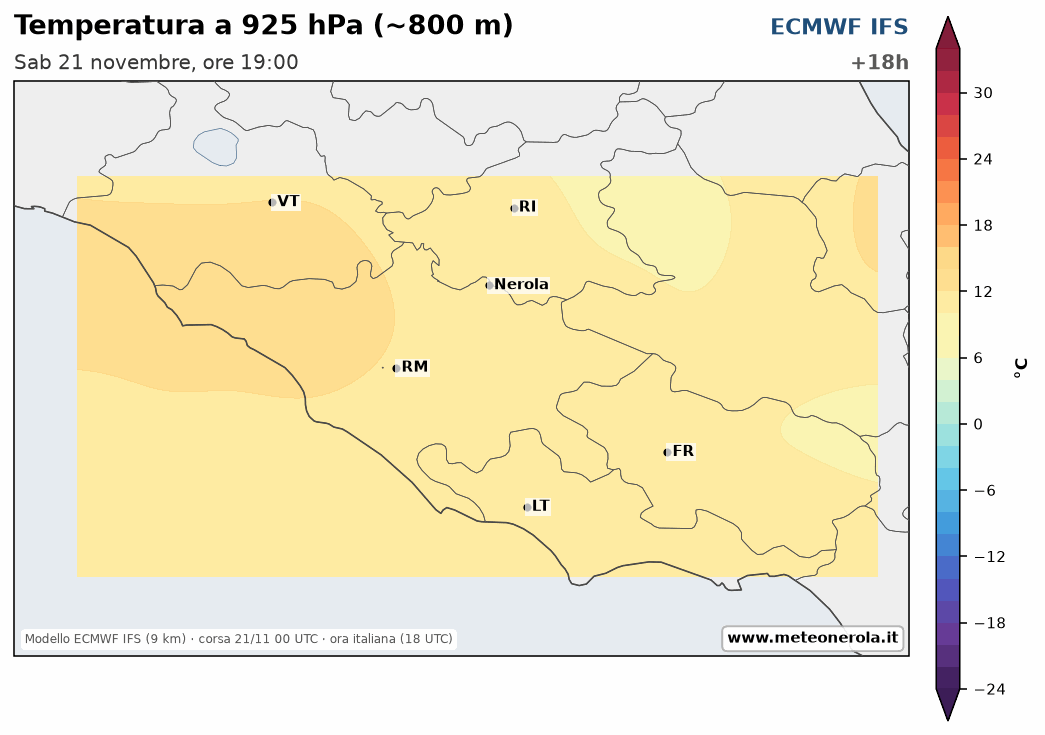 Temperatura a 925 hPa (~800 m)
ECMWF IFS
Sab 21 novembre, ore 19:00
+18h
VT
RI
Nerola
RM
FR
LT
30
24
18
12
6
0
−6
−12
−18
−24
°C
Modello ECMWF IFS (9 km) · corsa 21/11 00 UTC · ora italiana (18 UTC)
www.meteonerola.it